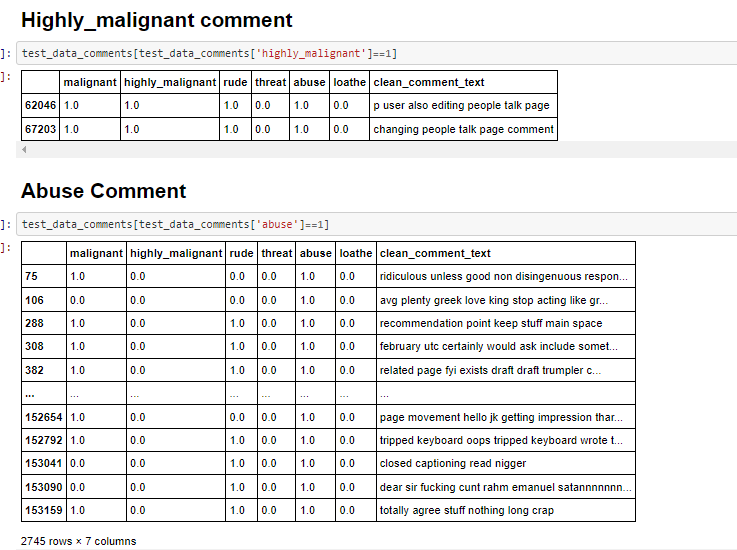 Highly_malignant comment
]: test_data_comments[test_data_comments['highly_malignant']==1]
]:
malignant highly_malignant rude threat abuse loathe clean_comment_text
62046 1.0 1.0 1.0 0.0 1.0 0.0 p user also editing people talk page
67203 1.0 1.0 1.0 0.0 1.0 0.0 changing people talk page comment
Abuse Comment
]: test_data_comments[test_data_comments['abuse']==1]
]:
malignant highly_malignant rude threat abuse loathe clean_comment_text
75 1.0 0.0 0.0 0.0 1.0 0.0 ridiculous unless good non disingenuous respon...
106 0.0 0.0 0.0 0.0 1.0 0.0 avg plenty greek love king stop acting like gr...
288 1.0 0.0 1.0 0.0 1.0 0.0 recommendation point keep stuff main space
308 1.0 0.0 1.0 0.0 1.0 0.0 february utc certainly would ask include somet...
382 1.0 0.0 1.0 0.0 1.0 0.0 related page fyi exists draft draft trumpler c...
... ... ... ... ... ... ... ...
152654 1.0 0.0 0.0 0.0 1.0 0.0 page movement hello jk getting impression thar...
152792 1.0 0.0 1.0 0.0 1.0 0.0 tripped keyboard oops tripped keyboard wrote t...
153041 0.0 0.0 1.0 0.0 1.0 0.0 closed captioning read nigger
153090 0.0 0.0 1.0 0.0 1.0 0.0 dear sir fucking cunt rahm emanuel satannnnnnn...
153159 1.0 0.0 1.0 0.0 1.0 0.0 totally agree stuff nothing long crap
2745 rows × 7 columns